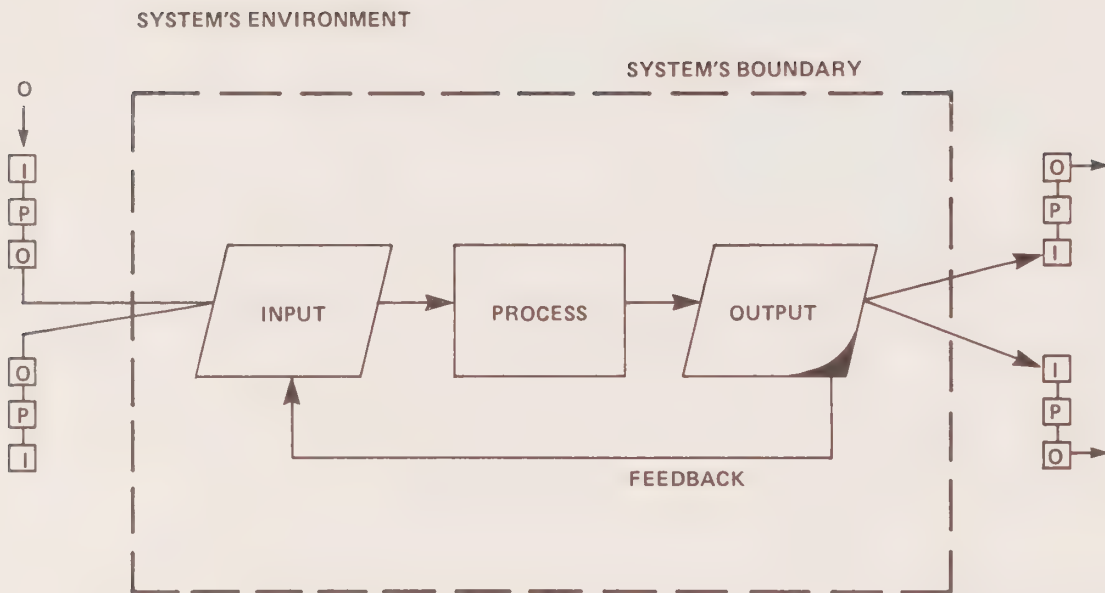 SYSTEM'S ENVIRONMENT
SYSTEM'S BOUNDARY
O
I
P
O
O
P
I
INPUT
PROCESS
OUTPUT
FEEDBACK
O
P
I
I
P
O